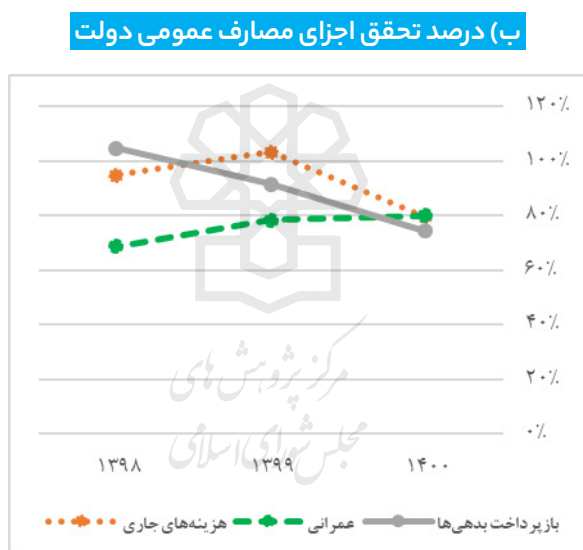 ب) درصد تحقق اجزای مصارف عمومی دولت
۱۲۰٪
۱۰۰٪
۸۰٪
۶۰٪
۴۰٪
۲۰٪
۰٪
۱۳۹۸ ۱۳۹۹ ۱۴۰۰
مرکز پژوهش های
مجلس شورای اسلامی
بازپرداخت بدهی‌ها عمرانی هزینه‌های جاری